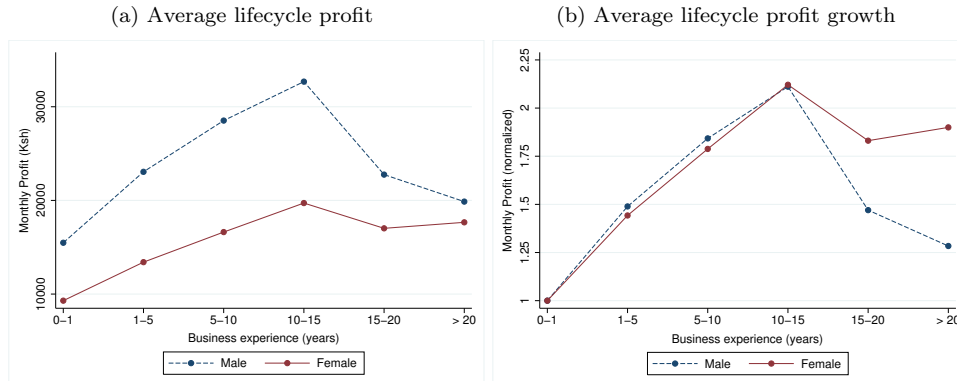 (a) Average lifecycle profit
Monthly Profit (Ksh)
30000
20000
10000
0−1
1−5
5−10
10−15
15−20
> 20
Business experience (years)
Male
Female
(b) Average lifecycle profit growth
Monthly Profit (normalized)
2.25
2
1.75
1.5
1.25
1
0−1
1−5
5−10
10−15
15−20
> 20
Business experience (years)
Male
Female